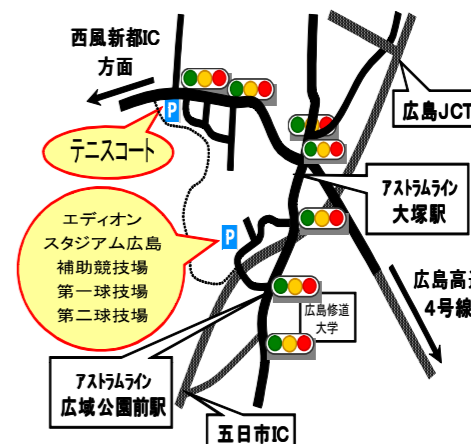 西風新都IC
方面
P
テニスコート
広島JCT
アストラムライン
大塚駅
エディオン
スタジアム広島
補助競技場
第一球技場
第二球技場
P
広島高速
4号線
広島修道
大学
アストラムライン
広域公園前駅
五日市IC